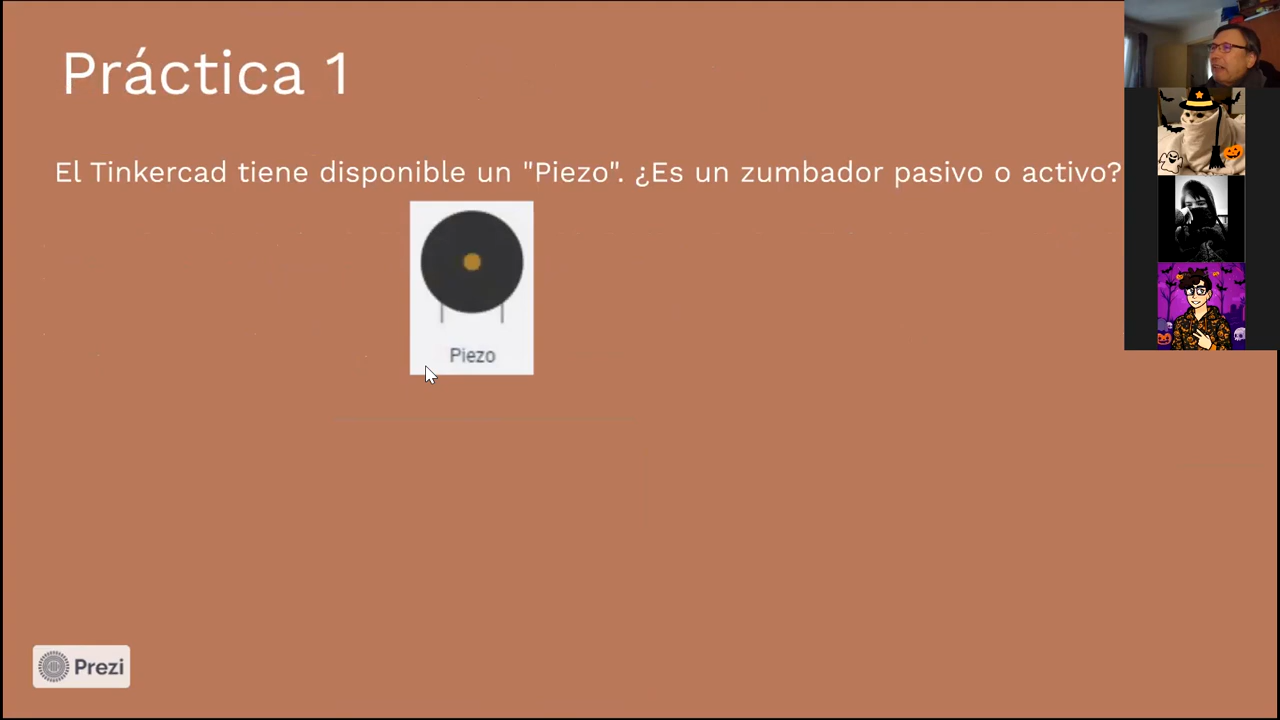 Práctica 1
El Tinkercad tiene disponible un "Piezo". ¿Es un zumbador pasivo o activo?
Piezo
Prezi